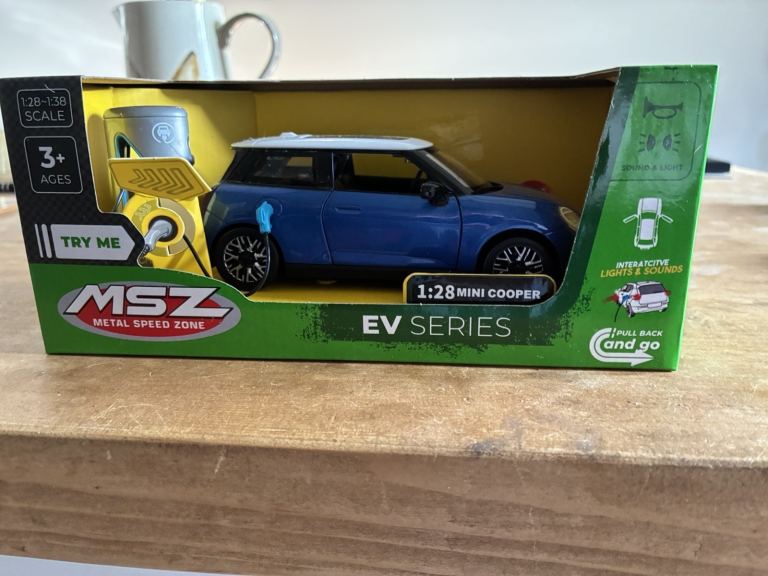 1:28~1:38
SCALE
3+
AGES
TRY ME
MSZ
METAL SPEED ZONE
1:28 MINI COOPER
EV SERIES
SOUND & LIGHT
INTERATCITVE
LIGHTS & SOUNDS
PULL BACK
and go